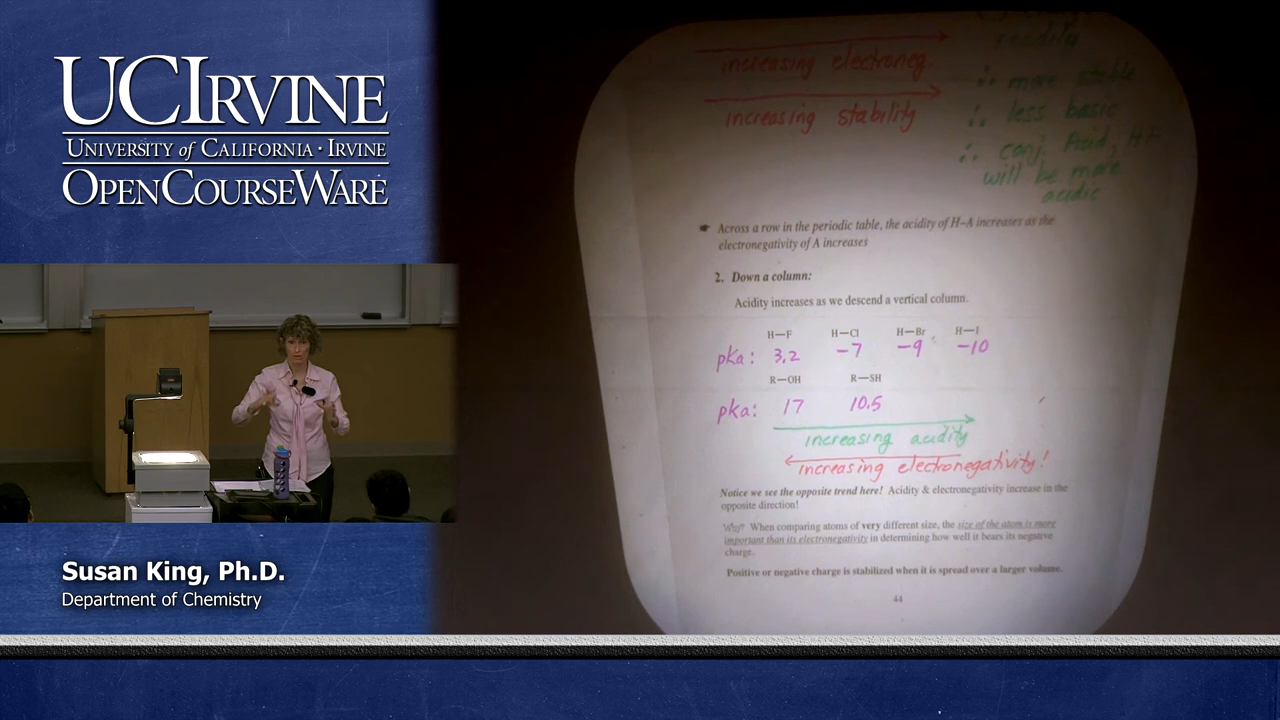 UCIRVINE
UNIVERSITY of CALIFORNIA · IRVINE
OPENCOURSEWARE
Susan King, Ph.D.
Department of Chemistry
increasing electroneg.
increasing stability
readily
∴ more stable
∴ less basic
∴ conj. Acid, HF
will be more
acidic
Across a row in the periodic table, the acidity of H—A increases as the
electronegativity of A increases
2. Down a column:
Acidity increases as we descend a vertical column.
H—F H—Cl H—Br H—I
pka: 3.2 -7 -9 -10
R—OH R—SH
pka: 17 10.5
increasing acidity
increasing electronegativity!
Notice we see the opposite trend here! Acidity & electronegativity increase in the
opposite direction!
Why? When comparing atoms of very different size, the size of the atom is more
important than its electronegativity in determining how well it bears its negative
charge.
Positive or negative charge is stabilized when it is spread over a larger volume.
44